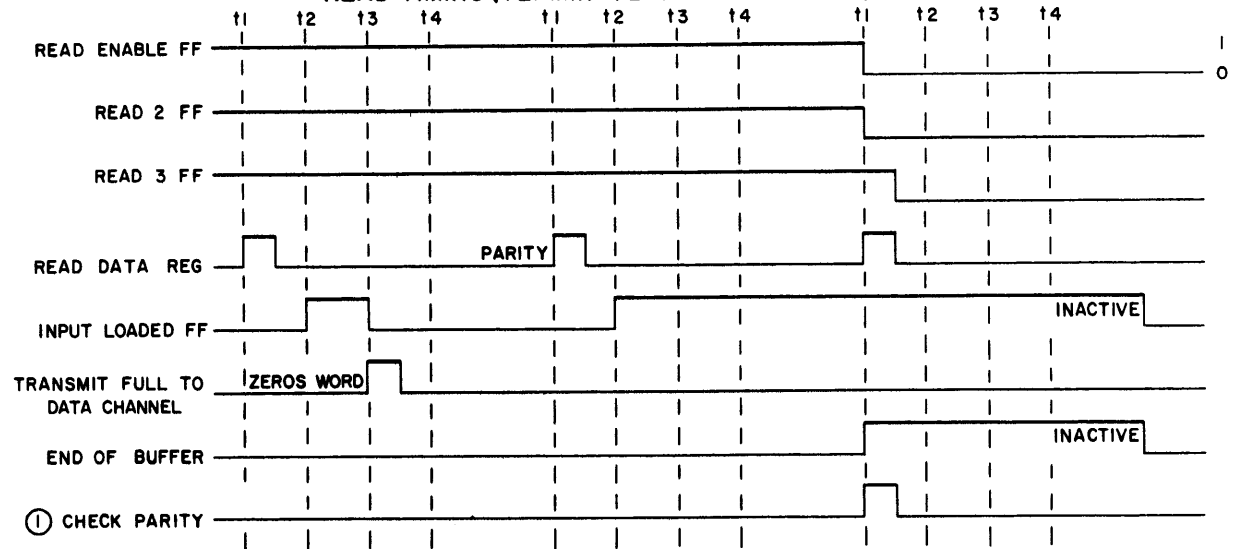 t1 t2 t3 t4 t1 t2 t3 t4 t1 t2 t3 t4
READ ENABLE FF
1
0
READ 2 FF
READ 3 FF
READ DATA REG
PARITY
INPUT LOADED FF
INACTIVE
TRANSMIT FULL TO
DATA CHANNEL
ZEROS WORD
END OF BUFFER
INACTIVE
1 CHECK PARITY